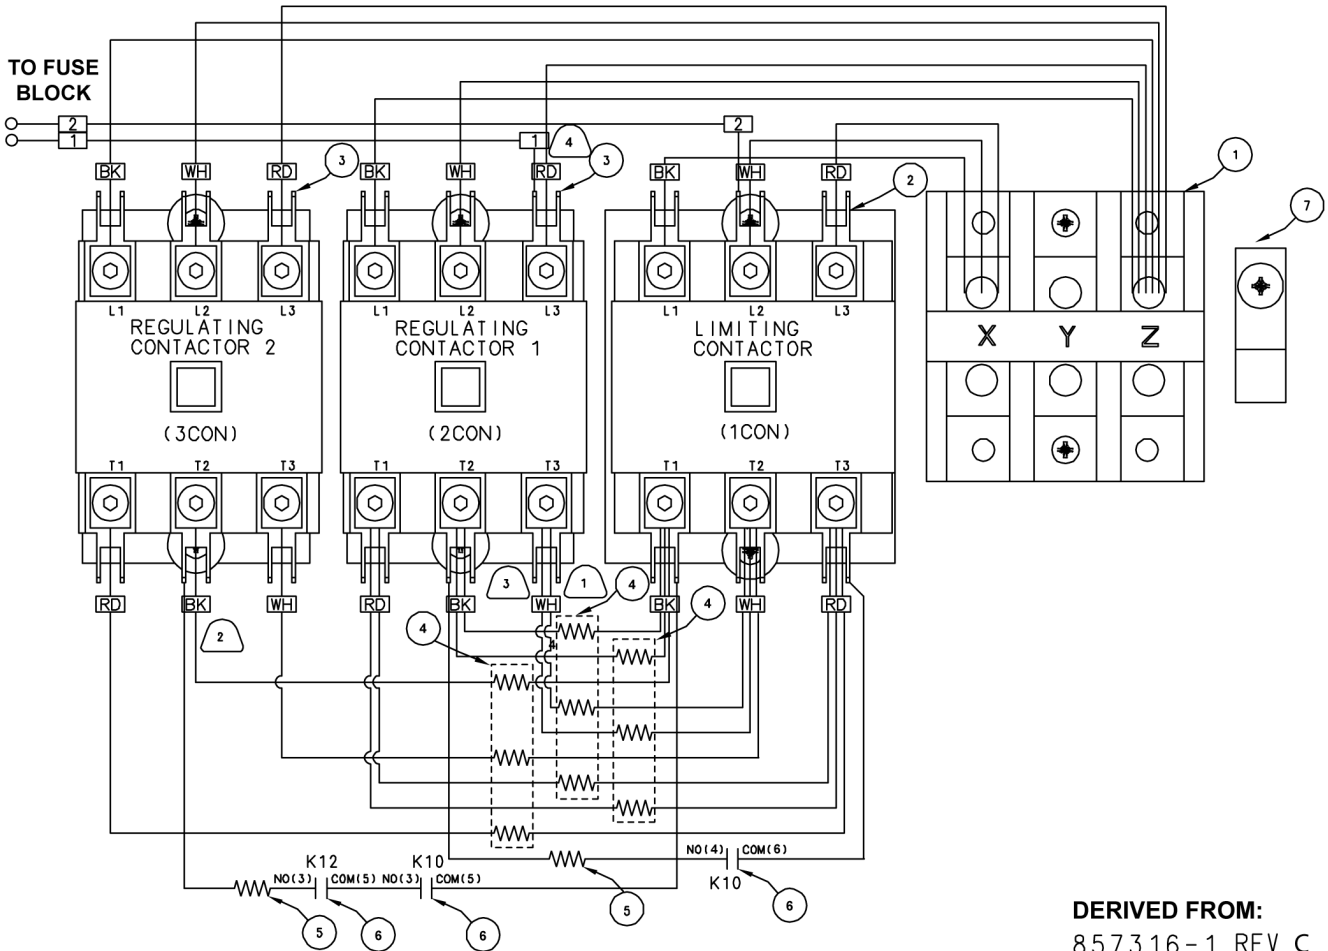 TO FUSE
BLOCK
2
1
2
1
4
BK
WH
RD
3
BK
WH
RD
3
BK
WH
RD
2
1
7
L1
L2
L3
L1
L2
L3
L1
L2
L3
REGULATING
CONTACTOR 2
REGULATING
CONTACTOR 1
LIMITING
CONTACTOR
X
Y
Z
(3CON)
(2CON)
(1CON)
T1
T2
T3
T1
T2
T3
T1
T2
T3
RD
BK
WH
RD
BK
WH
BK
WH
RD
3
1
4
4
2
4
4
NO(4)
COM(6)
K10
K12
K10
NO(3)
COM(5)
NO(3)
COM(5)
5
6
6
5
6
DERIVED FROM:
857316-1 REV C